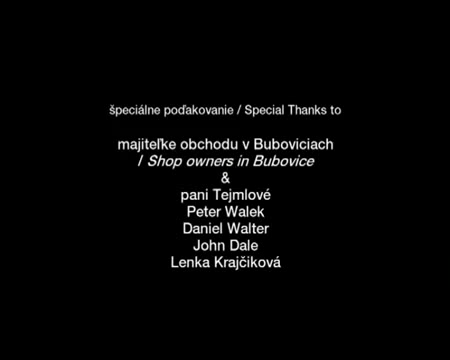 špeciálne poďakovanie / Special Thanks to
majiteľke obchodu v Buboviciach
/ Shop owners in Bubovice
&
pani Tejmlové
Peter Walek
Daniel Walter
John Dale
Lenka Krajčiková